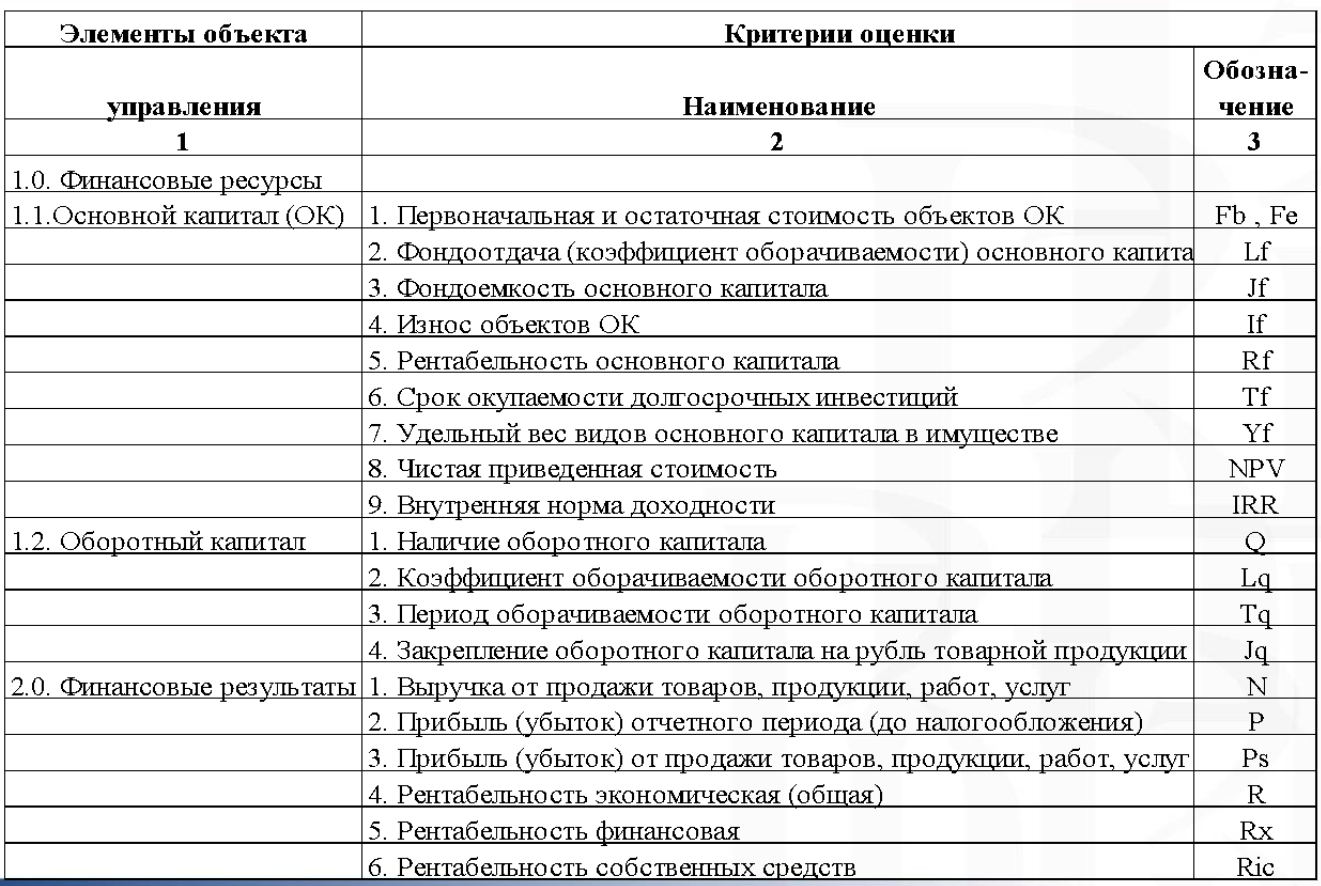 Элементы объекта Критерии оценки
Обозна-
управления Наименование чение
1 2 3
1.0. Финансовые ресурсы
1.1.Основной капитал (ОК) 1. Первоначальная и остаточная стоимость объектов ОК Fb , Fe
2. Фондоотдача (коэффициент оборачиваемости) основного капита Lf
3. Фондоемкость основного капитала Jf
4. Износ объектов ОК If
5. Рентабельность основного капитала Rf
6. Срок окупаемости долгосрочных инвестиций Tf
7. Удельный вес видов основного капитала в имуществе Yf
8. Чистая приведенная стоимость NPV
9. Внутренняя норма доходности IRR
1.2. Оборотный капитал 1. Наличие оборотного капитала Q
2. Коэффициент оборачиваемости оборотного капитала Lq
3. Период оборачиваемости оборотного капитала Tq
4. Закрепление оборотного капитала на рубль товарной продукции Jq
2.0. Финансовые результаты 1. Выручка от продажи товаров, продукции, работ, услуг N
2. Прибыль (убыток) отчетного периода (до налогообложения) P
3. Прибыль (убыток) от продажи товаров, продукции, работ, услуг Ps
4. Рентабельность экономическая (общая) R
5. Рентабельность финансовая Rx
6. Рентабельность собственных средств Ric